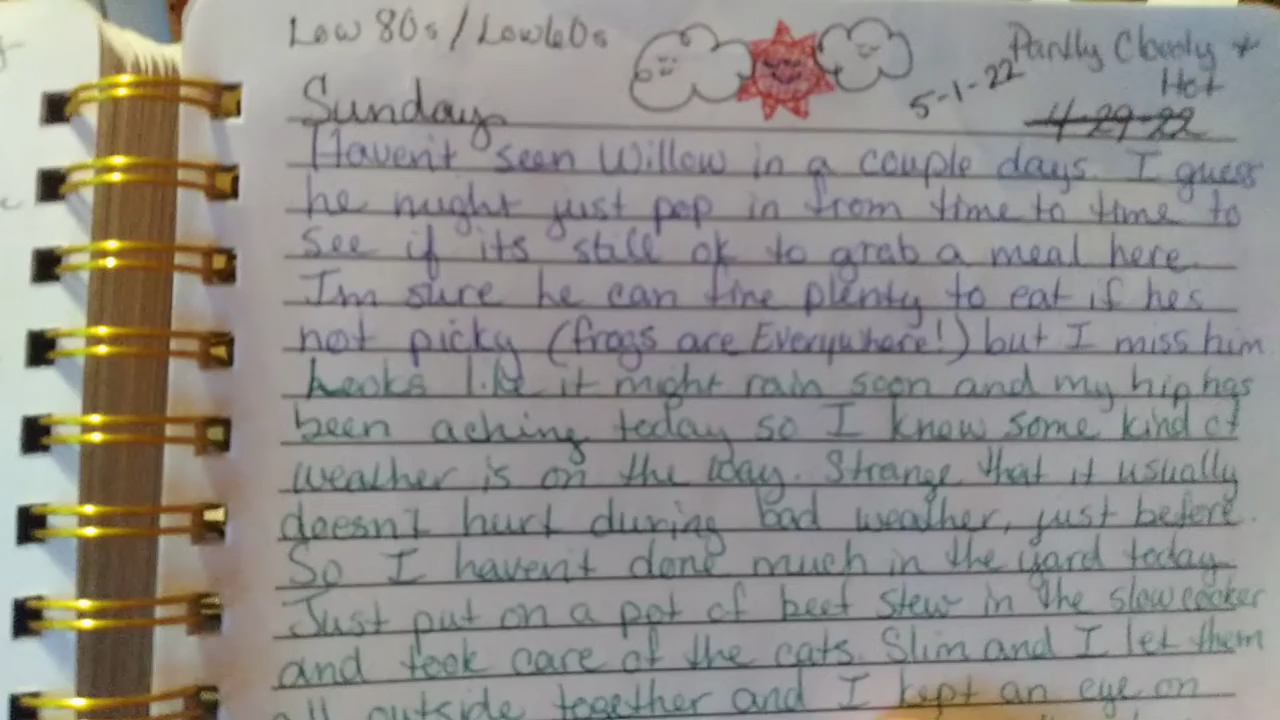 Low 80s / Low 60s
Partly Cloudy +
Hot
5-1-22
4-29-22
Sunday
Haven't seen Willow in a couple days. I guess
he might just pop in from time to time to
see if its still ok to grab a meal here.
Im sure he can fine plenty to eat if hes
not picky (frogs are Everywhere!) but I miss him
Looks like it might rain soon and my hip has
been aching today so I know some kind of
weather is on the way. Strange that it usually
doesn't hurt during bad weather, just before.
So I havent done much in the yard today.
Just put on a pot of beef stew in the slow cooker
and took care of the cats. Slim and I let them
all outside together and I kept an eye on